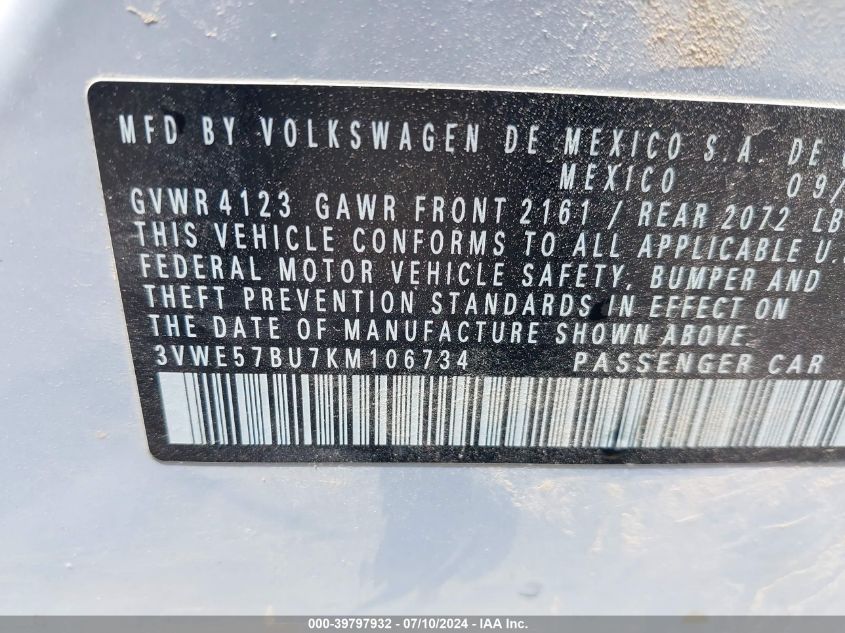 MFD BY VOLKSWAGEN DE MEXICO S.A. DE
MEXICO 09/
GVWR 4123 GAWR FRONT 2161 / REAR 2072 LB
THIS VEHICLE CONFORMS TO ALL APPLICABLE U.
FEDERAL MOTOR VEHICLE SAFETY, BUMPER AND
THEFT PREVENTION STANDARDS IN EFFECT ON
THE DATE OF MANUFACTURE SHOWN ABOVE.
3VWE57BU7KM106734 PASSENGER CAR
000-39797932 - 07/10/2024 - IAA Inc.